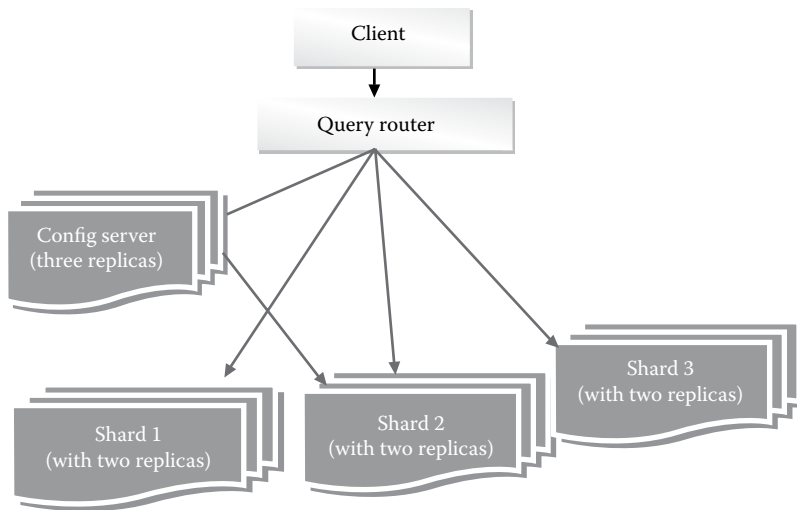 Client
Query router
Config server
(three replicas)
Shard 3
(with two replicas)
Shard 1
(with two replicas)
Shard 2
(with two replicas)